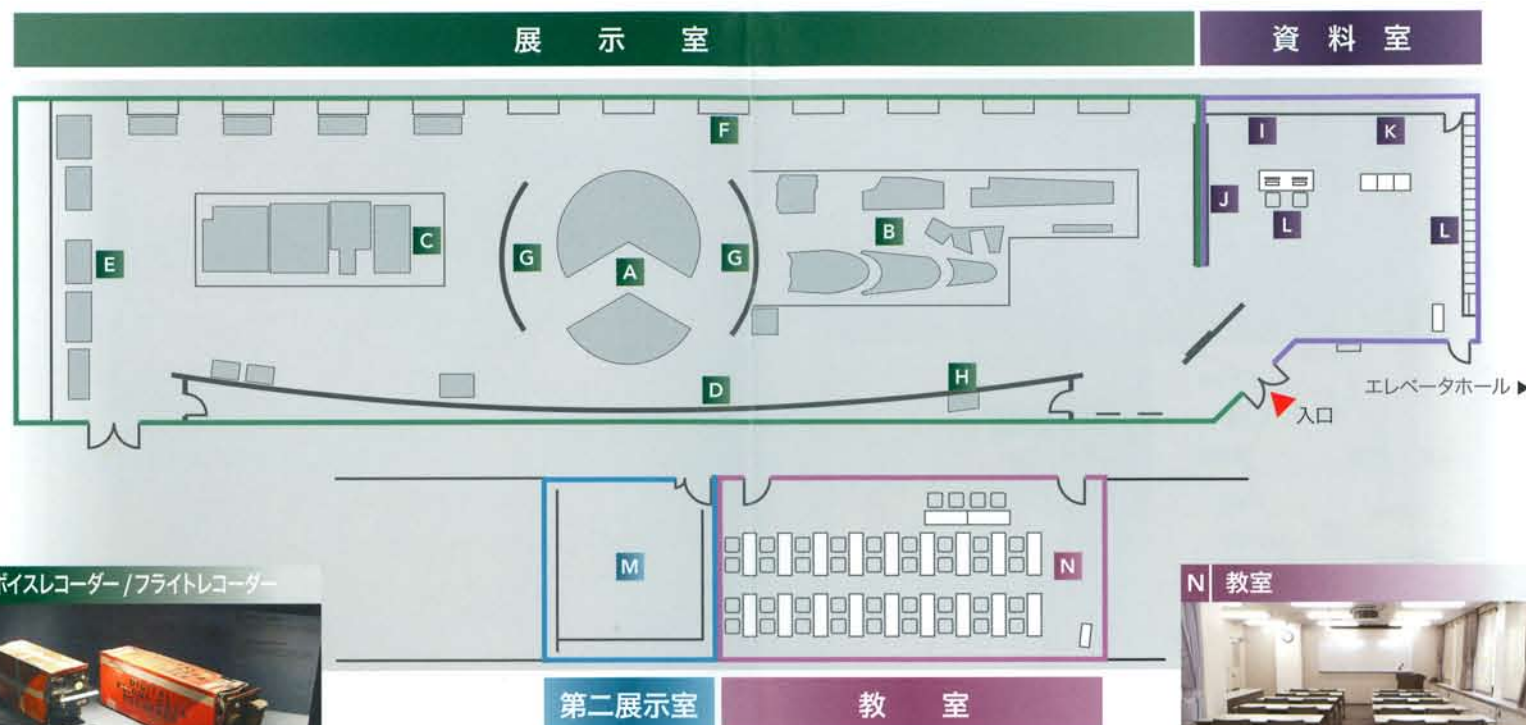 展示室
資料室
F
I
K
J
L
L
E
C
G
A
G
B
D
H
エレベータホール ▶
入口
M
N
ボイスレコーダー / フライトレコーダー
N 教室
第二展示室
教室